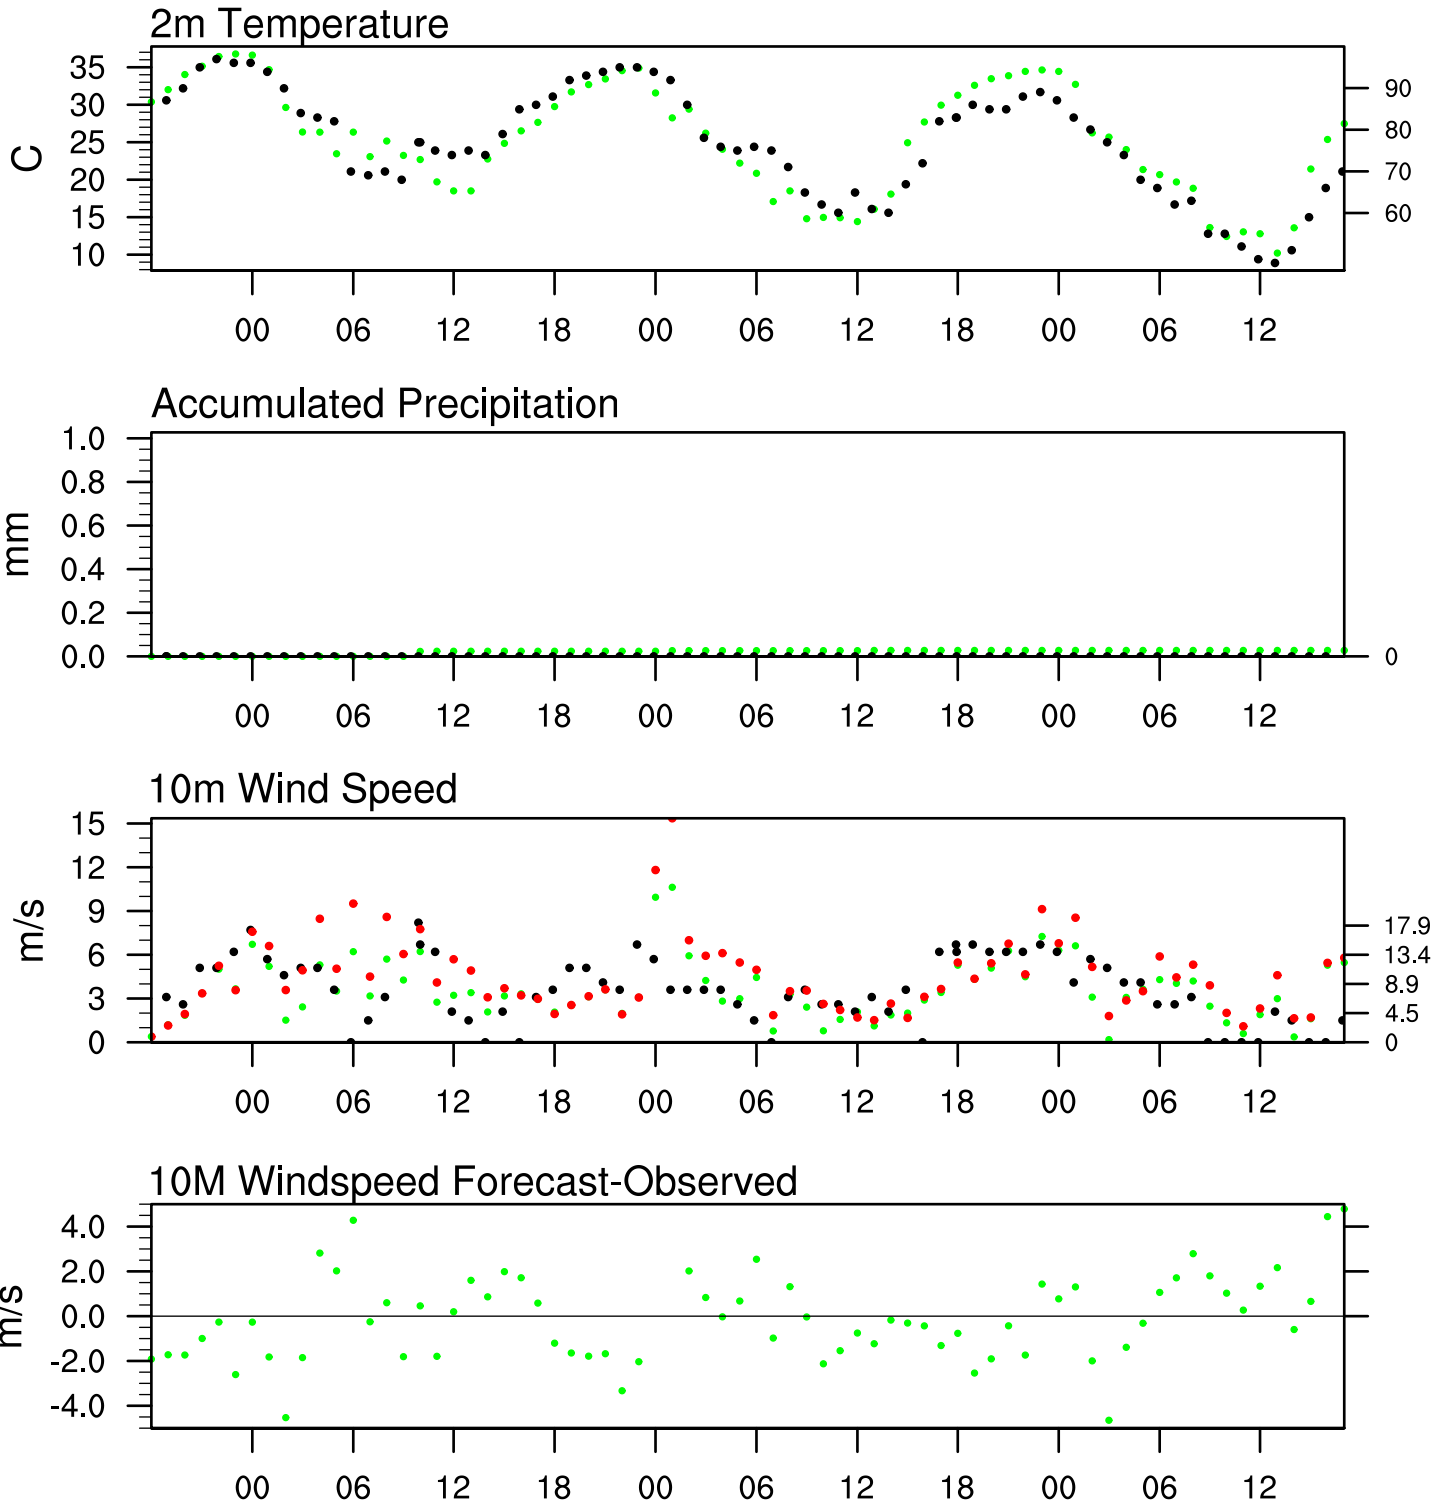 2m Temperature
35
30
25
20
15
10
C
90
80
70
60
00 06 12 18 00 06 12 18 00 06 12
Accumulated Precipitation
1.0
0.8
0.6
0.4
0.2
0.0
mm
0
00 06 12 18 00 06 12 18 00 06 12
10m Wind Speed
15
12
9
6
3
0
m/s
17.9
13.4
8.9
4.5
0
00 06 12 18 00 06 12 18 00 06 12
10M Windspeed Forecast-Observed
4.0
2.0
0.0
-2.0
-4.0
m/s
00 06 12 18 00 06 12 18 00 06 12